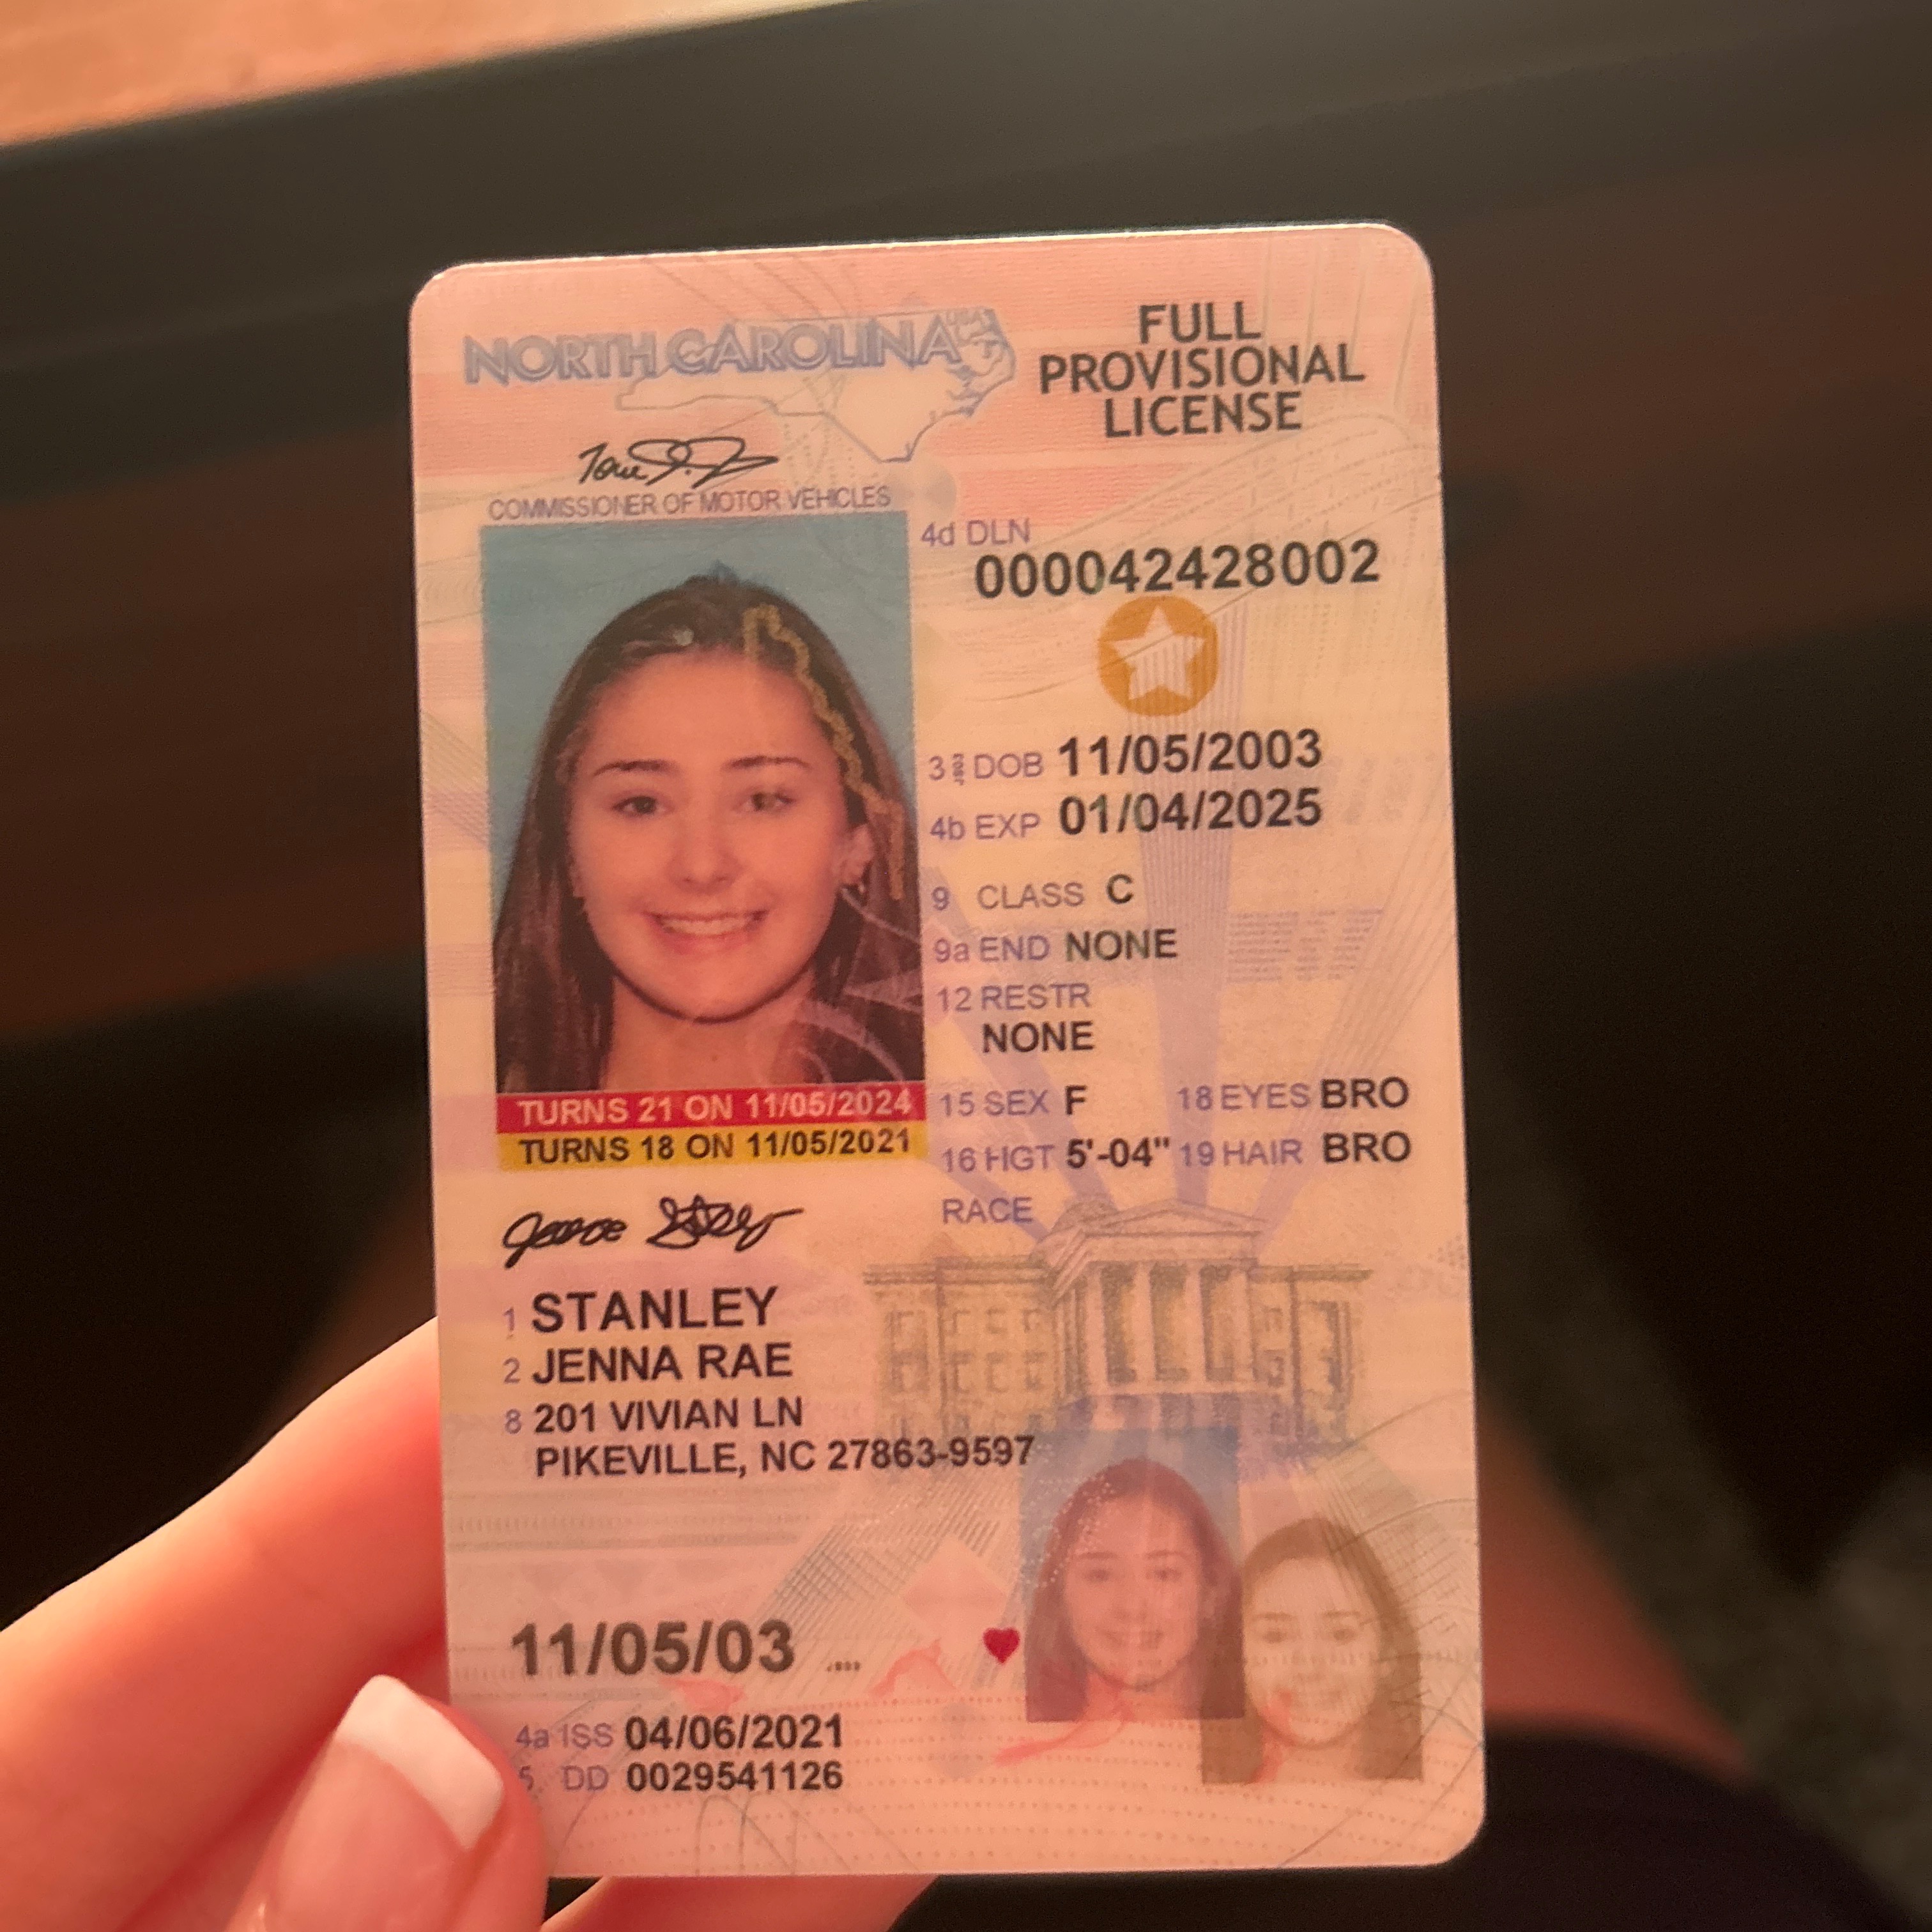 NORTH CAROLINA USA
FULL
PROVISIONAL
LICENSE
COMMISSIONER OF MOTOR VEHICLES
4d DLN
000042428002
3 DOB 11/05/2003
4b EXP 01/04/2025
9 CLASS C
9a END NONE
12 RESTR
NONE
15 SEX F 18 EYES BRO
16 HGT 5'-04" 19 HAIR BRO
RACE
TURNS 21 ON 11/05/2024
TURNS 18 ON 11/05/2021
1 STANLEY
2 JENNA RAE
8 201 VIVIAN LN
PIKEVILLE, NC 27863-9597
11/05/03
4a ISS 04/06/2021
5 DD 0029541126